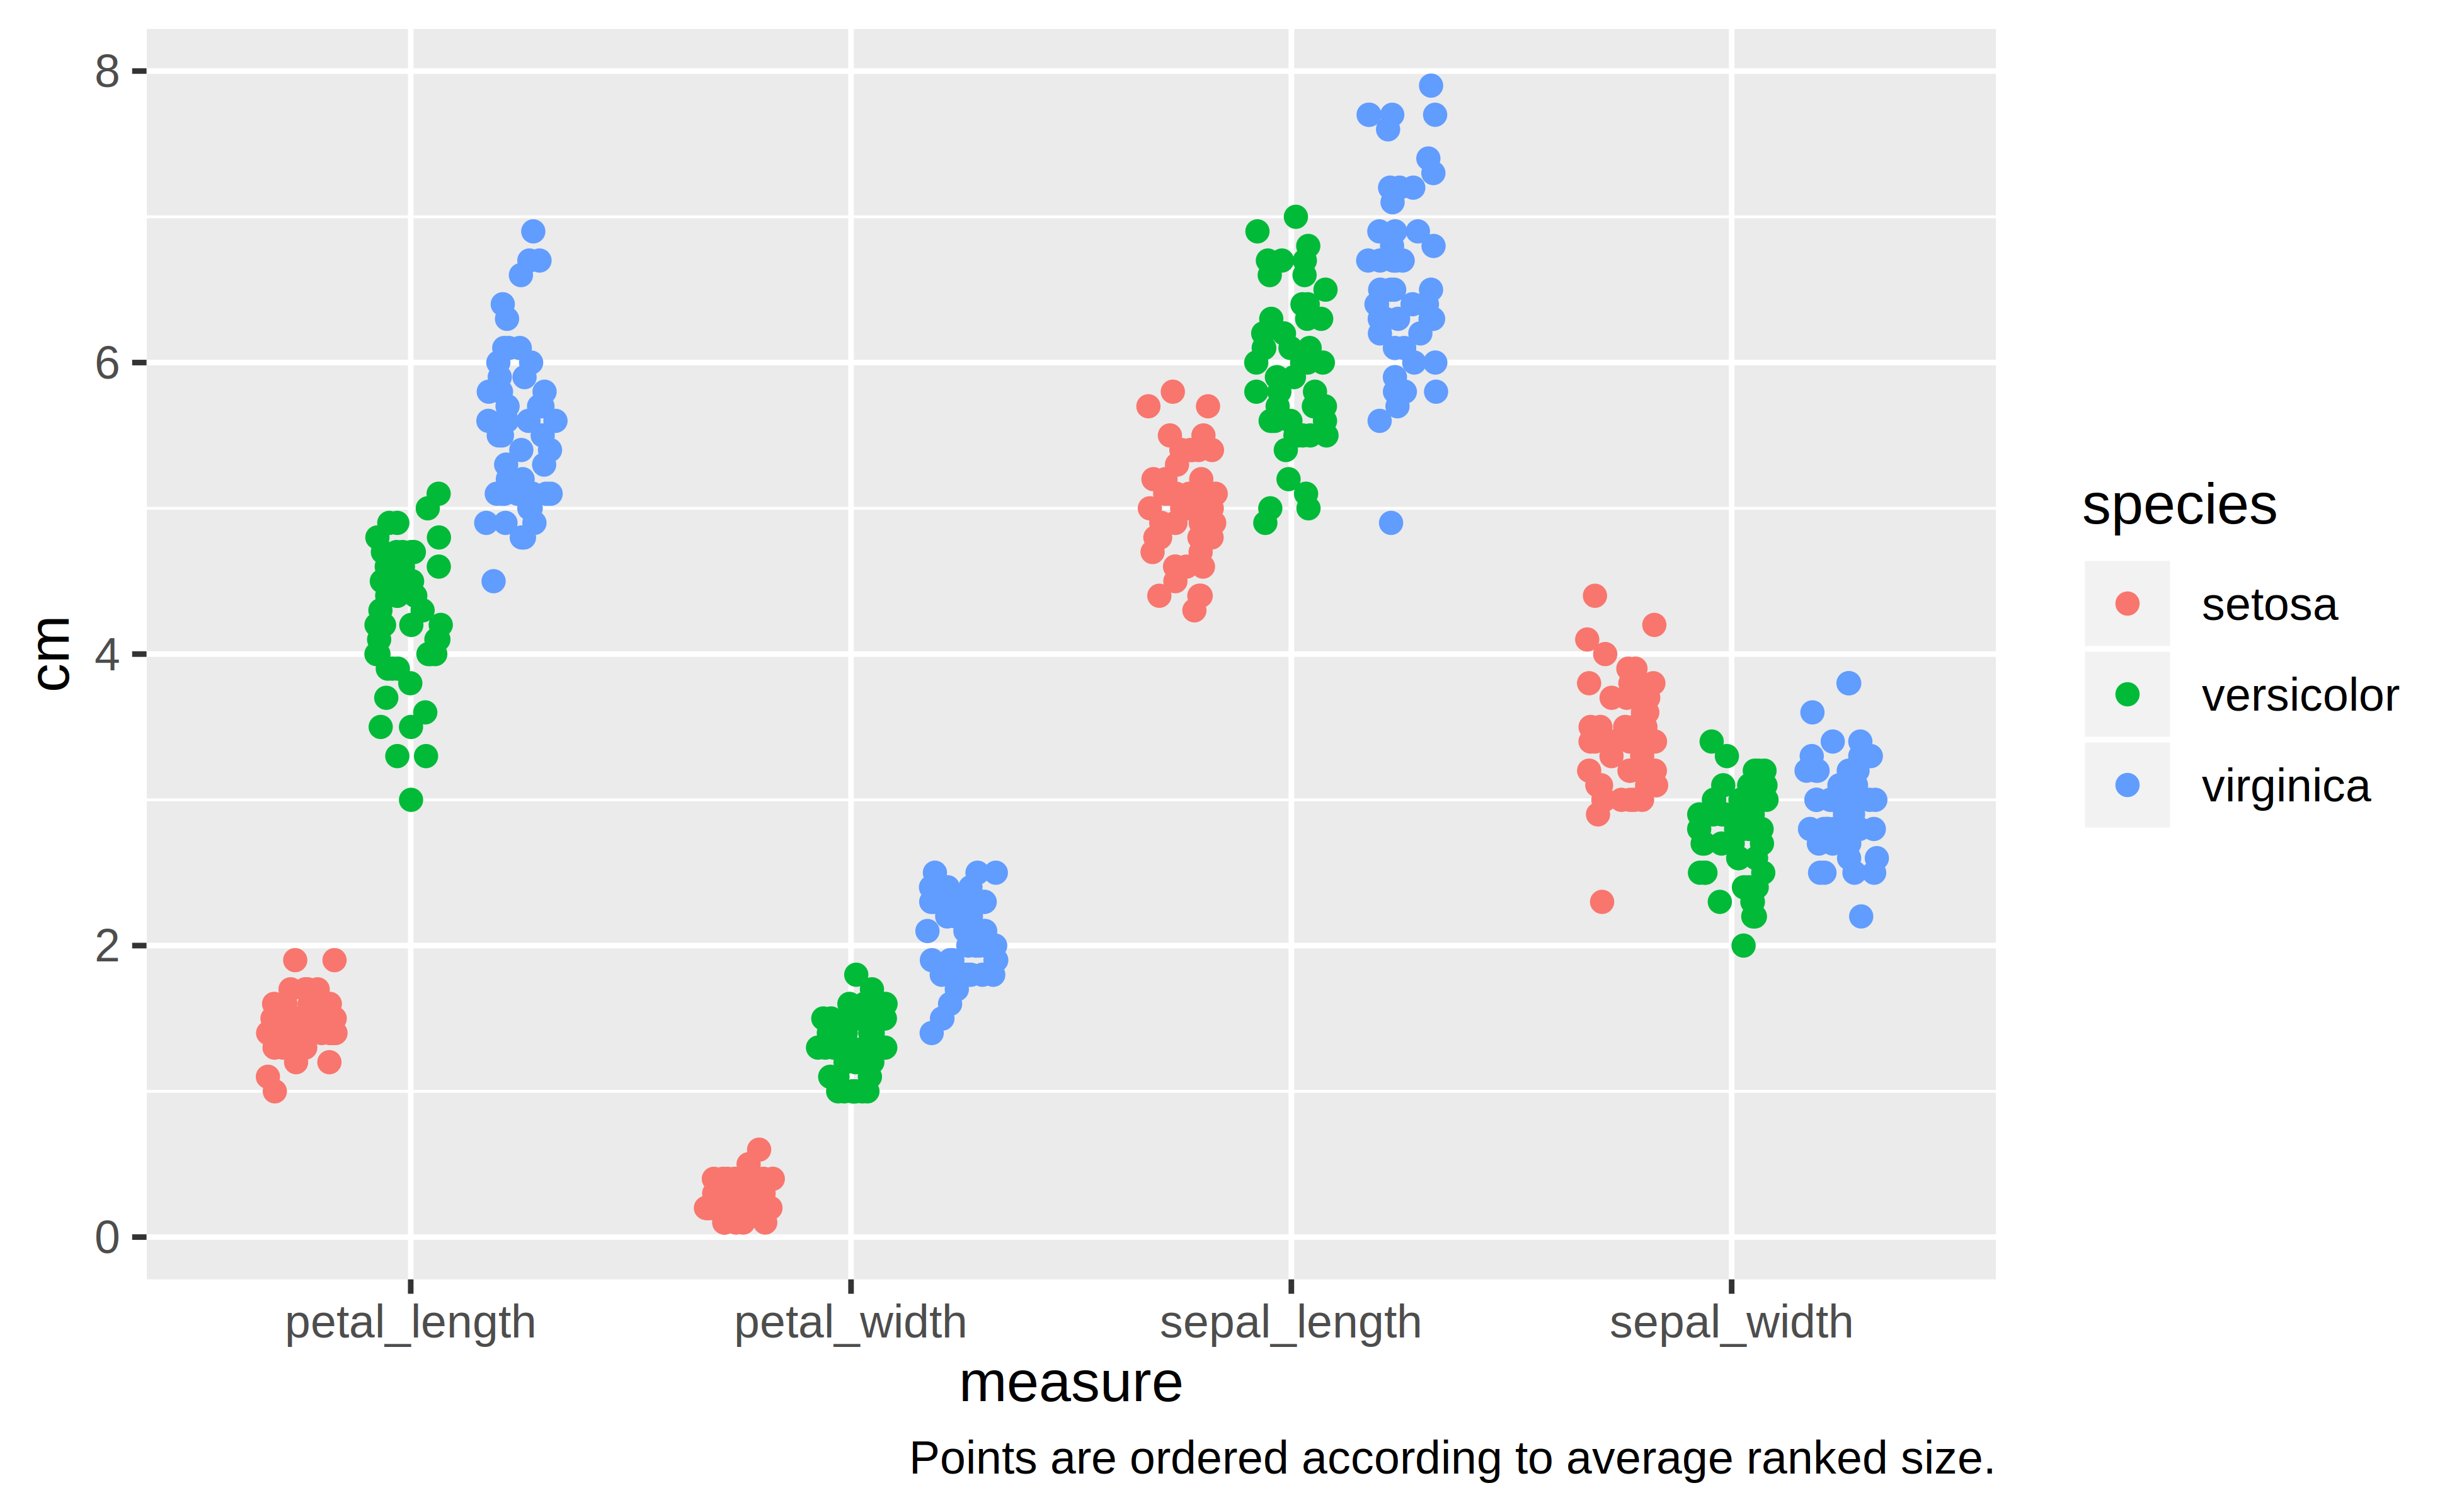 8
6
4
2
0
cm
petal_length petal_width sepal_length sepal_width
measure
Points are ordered according to average ranked size.
species
setosa
versicolor
virginica